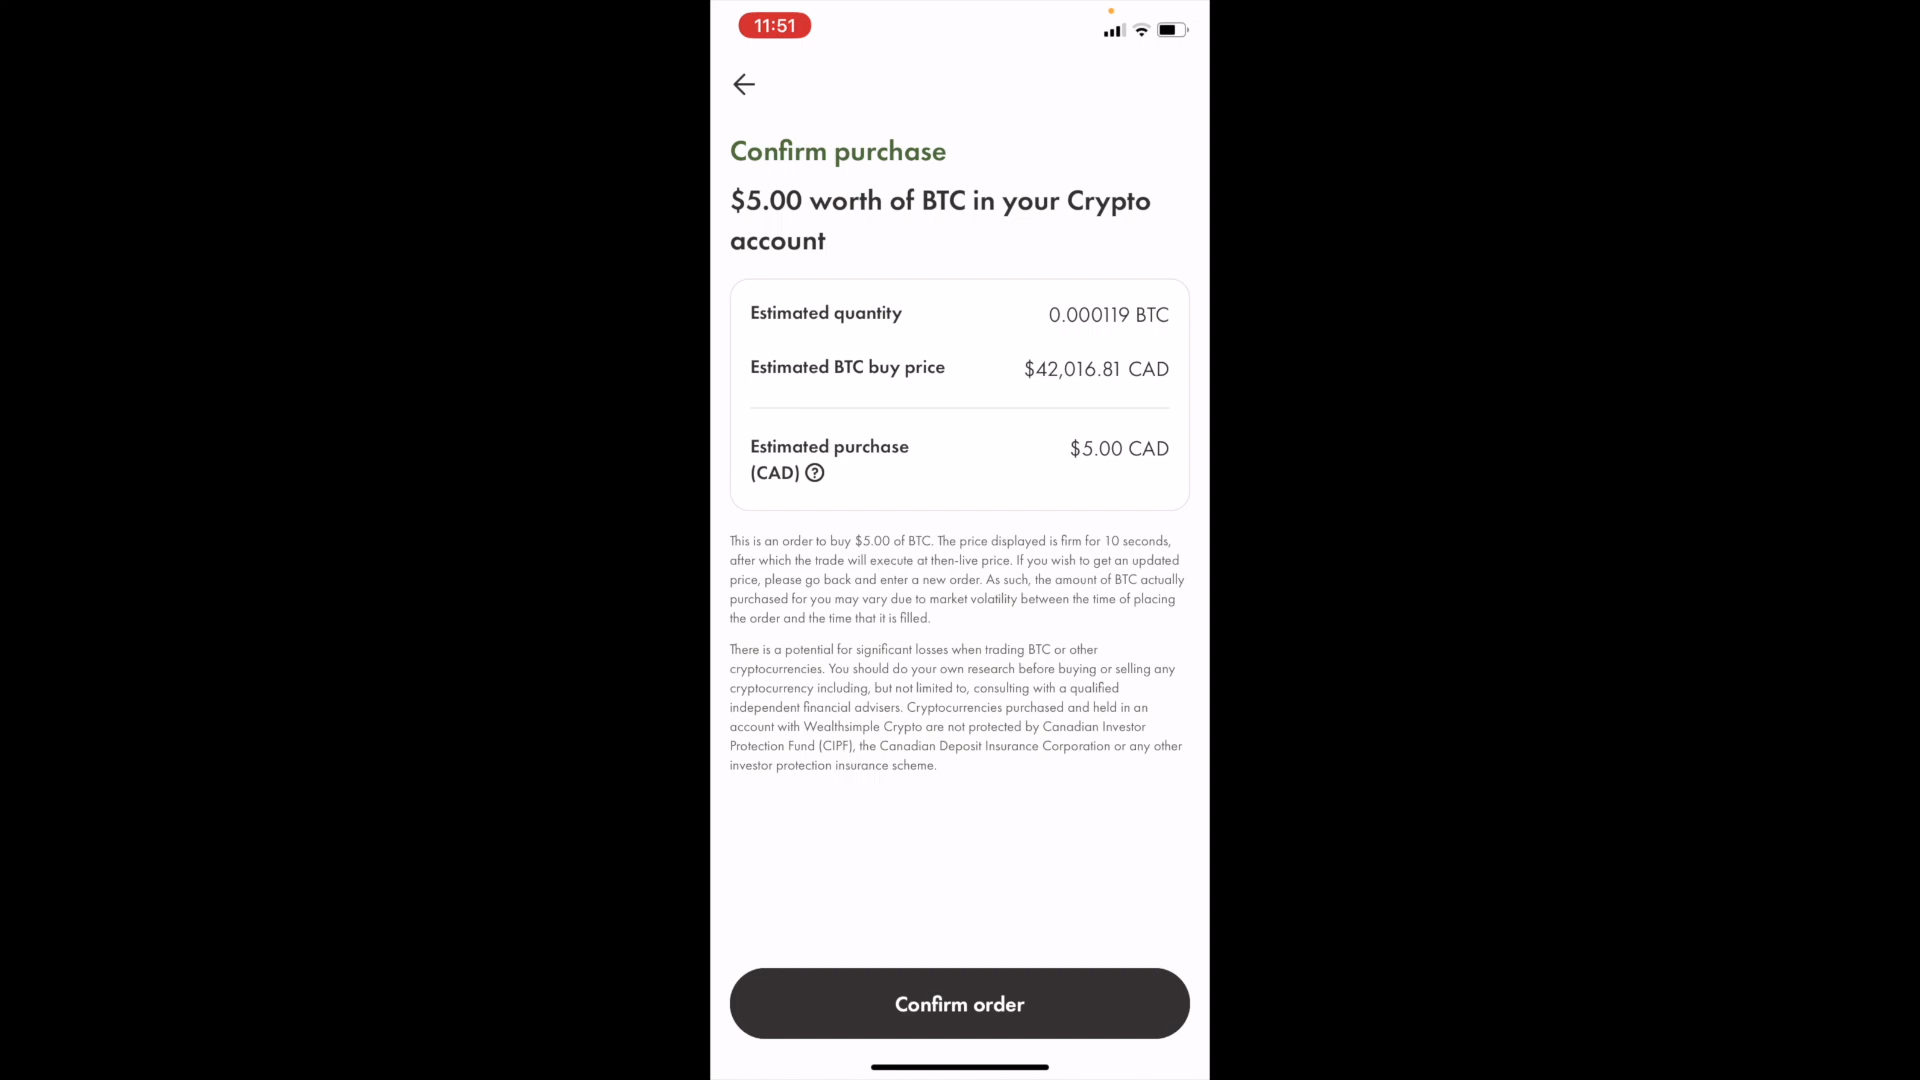 11:51
Confirm purchase
$5.00 worth of BTC in your Crypto
account
Estimated quantity 0.000119 BTC
Estimated BTC buy price $42,016.81 CAD
Estimated purchase $5.00 CAD
(CAD) ?
This is an order to buy $5.00 of BTC. The price displayed is firm for 10 seconds,
after which the trade will execute at then-live price. If you wish to get an updated
price, please go back and enter a new order. As such, the amount of BTC actually
purchased for you may vary due to market volatility between the time of placing
the order and the time that it is filled.
There is a potential for significant losses when trading BTC or other
cryptocurrencies. You should do your own research before buying or selling any
cryptocurrency including, but not limited to, consulting with a qualified
independent financial advisers. Cryptocurrencies purchased and held in an
account with Wealthsimple Crypto are not protected by Canadian Investor
Protection Fund (CIPF), the Canadian Deposit Insurance Corporation or any other
investor protection insurance scheme.
Confirm order